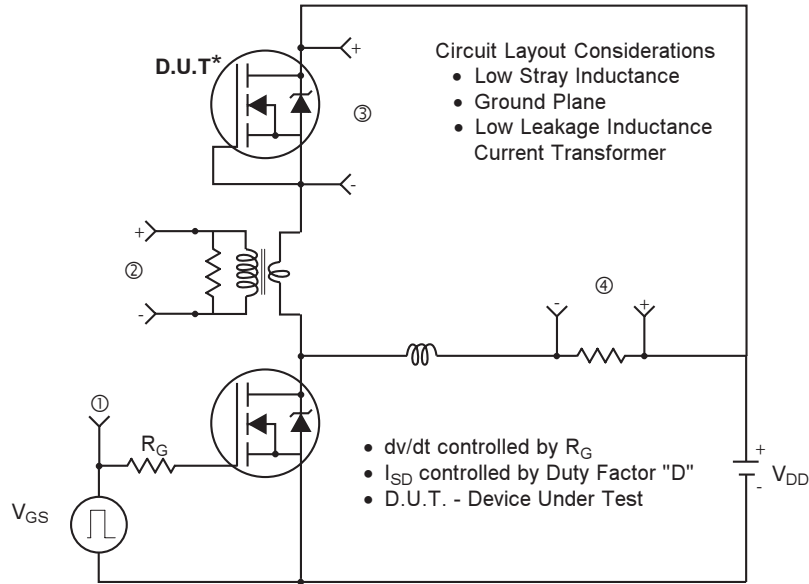 D.U.T*
+
-
③
Circuit Layout Considerations
• Low Stray Inductance
• Ground Plane
• Low Leakage Inductance
Current Transformer
+
②
-
-
④
+
①
R_G
V_GS
• dv/dt controlled by R_G
• I_SD controlled by Duty Factor "D"
• D.U.T. - Device Under Test
+
V_DD
-